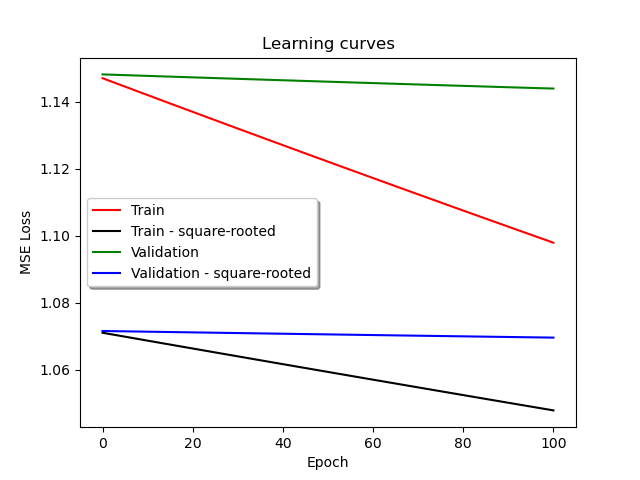 Learning curves
MSE Loss
1.14
1.12
1.10
1.08
1.06
Train
Train - square-rooted
Validation
Validation - square-rooted
0
20
40
60
80
100
Epoch